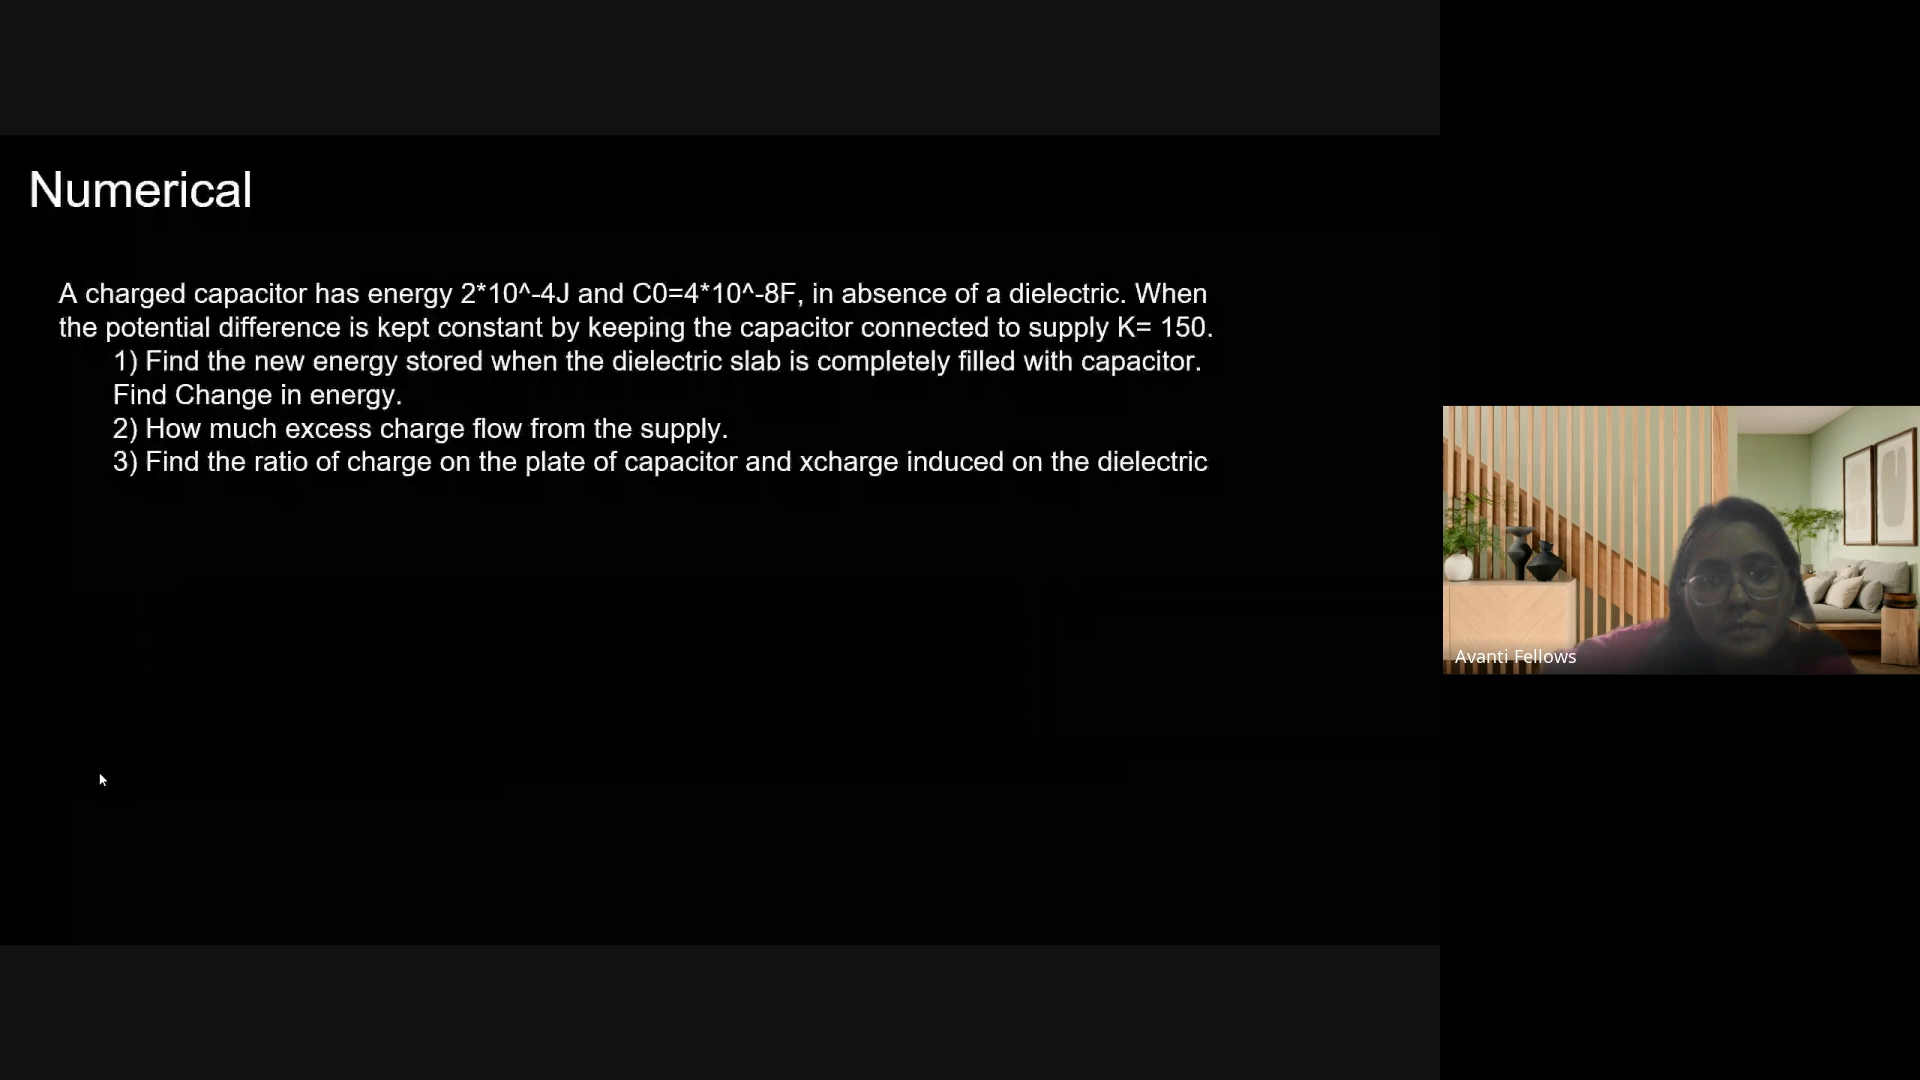 Numerical
A charged capacitor has energy 2*10^-4J and C0=4*10^-8F, in absence of a dielectric. When
the potential difference is kept constant by keeping the capacitor connected to supply K= 150.
1) Find the new energy stored when the dielectric slab is completely filled with capacitor.
Find Change in energy.
2) How much excess charge flow from the supply.
3) Find the ratio of charge on the plate of capacitor and xcharge induced on the dielectric
Avanti Fellows